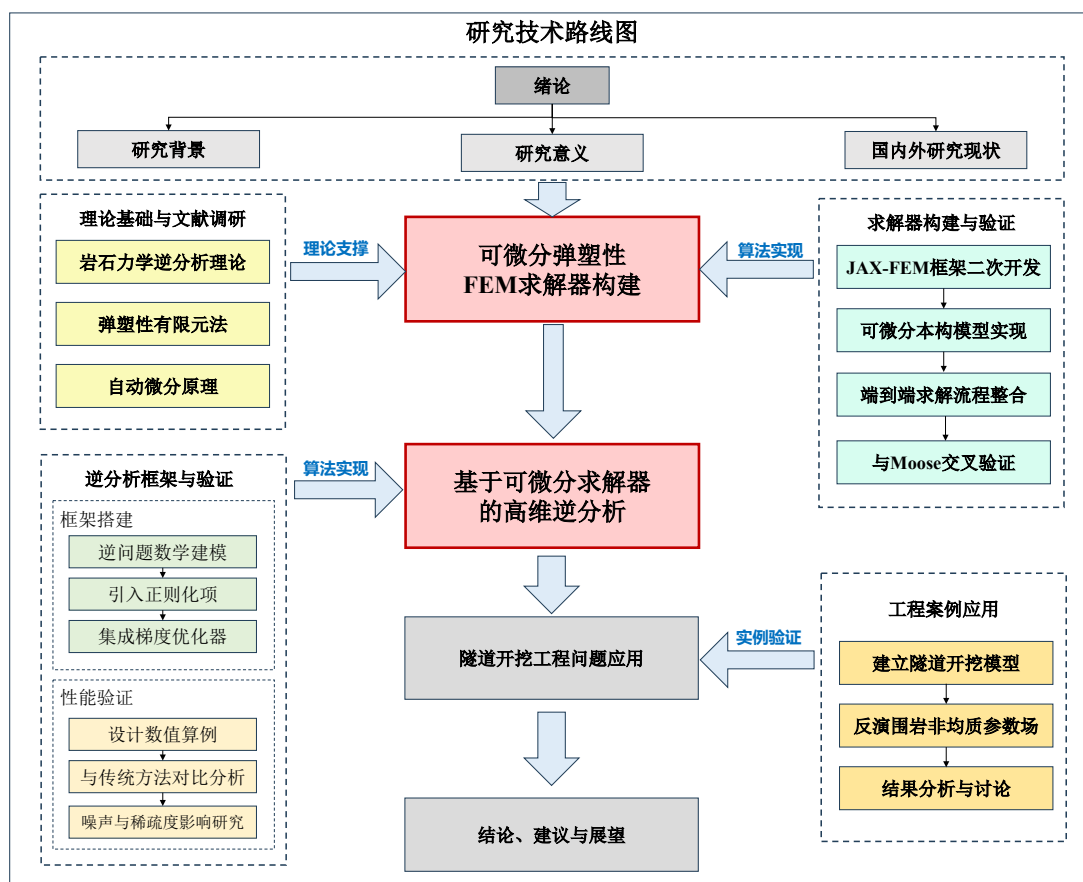 研究技术路线图
绪论
研究背景
研究意义
国内外研究现状
理论基础与文献调研
岩石力学逆分析理论
弹塑性有限元法
自动微分原理
理论支撑
可微分弹塑性
FEM求解器构建
算法实现
求解器构建与验证
JAX-FEM框架二次开发
可微分本构模型实现
端到端求解流程整合
与Moose交叉验证
逆分析框架与验证
框架搭建
逆问题数学建模
引入正则化项
集成梯度优化器
性能验证
设计数值算例
与传统方法对比分析
噪声与稀疏度影响研究
算法实现
基于可微分求解器
的高维逆分析
隧道开挖工程问题应用
实例验证
工程案例应用
建立隧道开挖模型
反演围岩非均质参数场
结果分析与讨论
结论、建议与展望